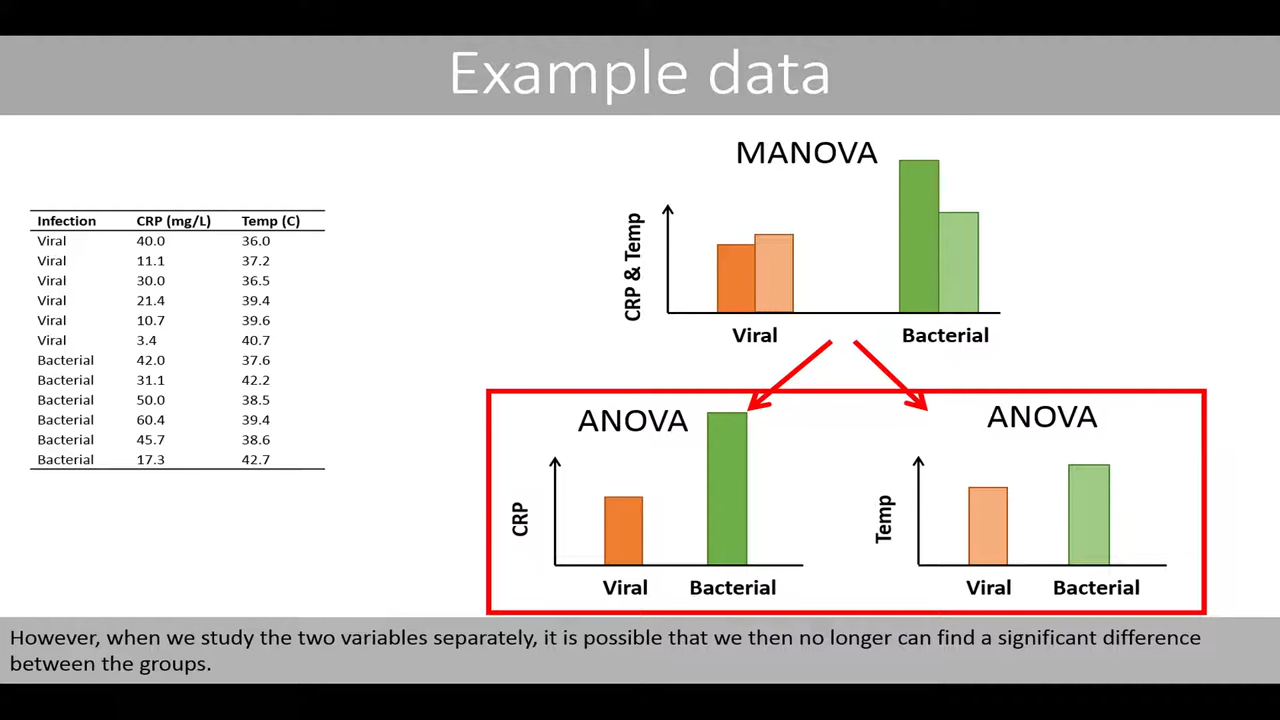 Example data
Infection CRP (mg/L) Temp (C)
Viral 40.0 36.0
Viral 11.1 37.2
Viral 30.0 36.5
Viral 21.4 39.4
Viral 10.7 39.6
Viral 3.4 40.7
Bacterial 42.0 37.6
Bacterial 31.1 42.2
Bacterial 50.0 38.5
Bacterial 60.4 39.4
Bacterial 45.7 38.6
Bacterial 17.3 42.7
MANOVA
CRP & Temp
Viral Bacterial
ANOVA
CRP
Viral Bacterial
ANOVA
Temp
Viral Bacterial
However, when we study the two variables separately, it is possible that we then no longer can find a significant difference
between the groups.